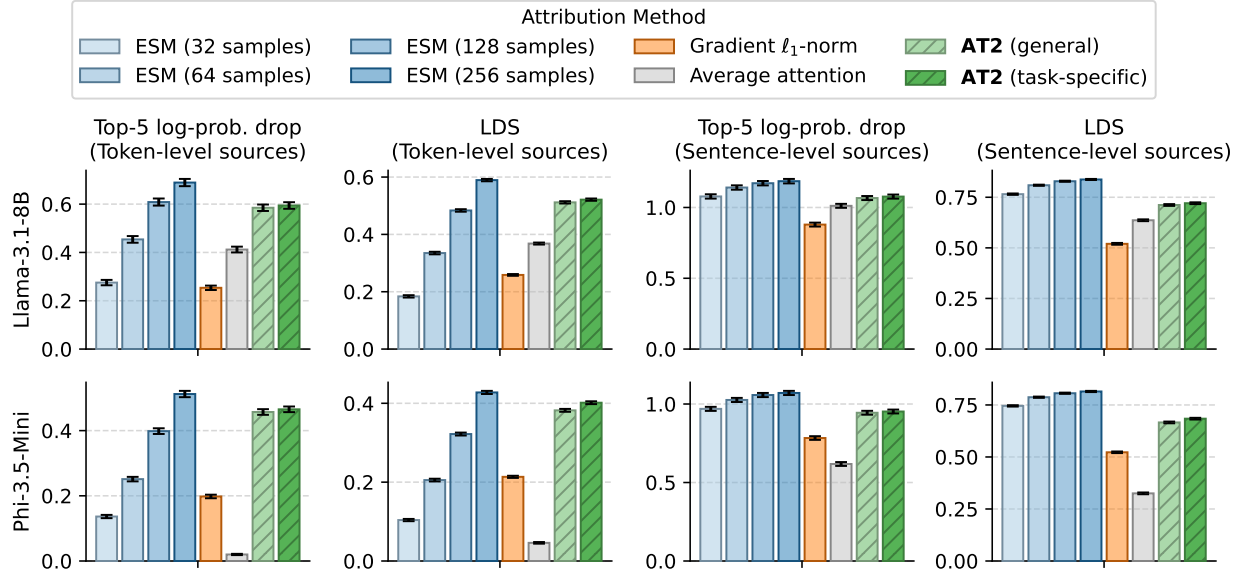 Attribution Method
ESM (32 samples)
ESM (64 samples)
ESM (128 samples)
ESM (256 samples)
Gradient ℓ₁-norm
Average attention
AT2 (general)
AT2 (task-specific)
Top-5 log-prob. drop
(Token-level sources)
LDS
(Token-level sources)
Top-5 log-prob. drop
(Sentence-level sources)
LDS
(Sentence-level sources)
Llama-3.1-8B
0.6
0.4
0.2
0.0
0.6
0.4
0.2
0.0
1.0
0.5
0.0
0.75
0.50
0.25
0.00
Phi-3.5-Mini
0.4
0.2
0.0
0.4
0.2
0.0
1.0
0.5
0.0
0.75
0.50
0.25
0.00